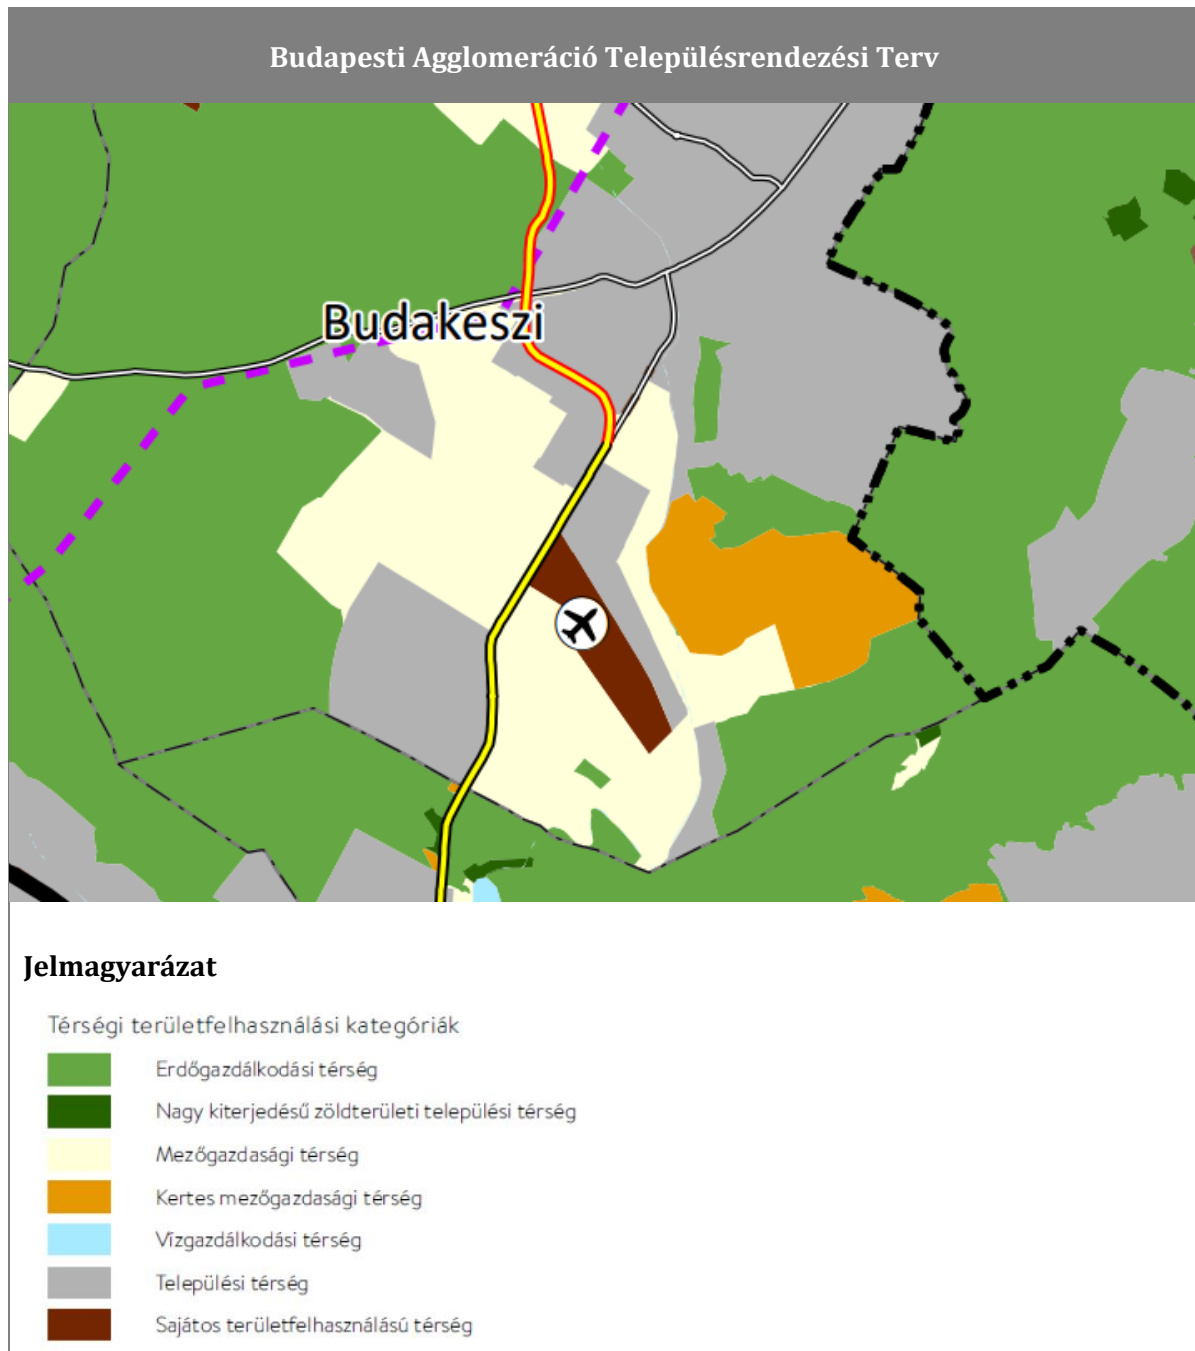 Budapesti Agglomeráció Településrendezési Terv
Budakeszi
Jelmagyarázat
Térségi területfelhasználási kategóriák
Erdőgazdálkodási térség
Nagy kiterjedésű zöldterületi települési térség
Mezőgazdasági térség
Kertes mezőgazdasági térség
Vízgazdálkodási térség
Települési térség
Sajátos területfelhasználású térség